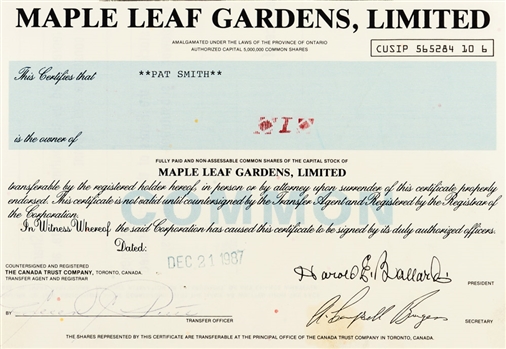 MAPLE LEAF GARDENS, LIMITED
AMALGAMATED UNDER THE LAWS OF THE PROVINCE OF ONTARIO
AUTHORIZED CAPITAL 5,000,000 COMMON SHARES
CUSIP 565284 10 6
This Certifies that **PAT SMITH**
1
is the owner of
FULLY PAID AND NON-ASSESSABLE COMMON SHARES OF THE CAPITAL STOCK OF
MAPLE LEAF GARDENS, LIMITED
transferable by the registered holder hereof, in person or by attorney upon surrender of this certificate properly
endorsed. This certificate is not valid until countersigned by the Transfer Agent and Registered by the Registrar of
the Corporation.
COMMON
In Witness Whereof, the said Corporation has caused this certificate to be signed by its duly authorized officers.
Dated:
DEC 21 1987
COUNTERSIGNED AND REGISTERED
THE CANADA TRUST COMPANY, TORONTO, CANADA.
TRANSFER AGENT AND REGISTRAR
Harold E. Ballard
PRESIDENT
BY
TRANSFER OFFICER
SECRETARY
THE SHARES REPRESENTED BY THIS CERTIFICATE ARE TRANSFERABLE AT THE PRINCIPAL OFFICE OF THE CANADA TRUST COMPANY IN TORONTO, CANADA.